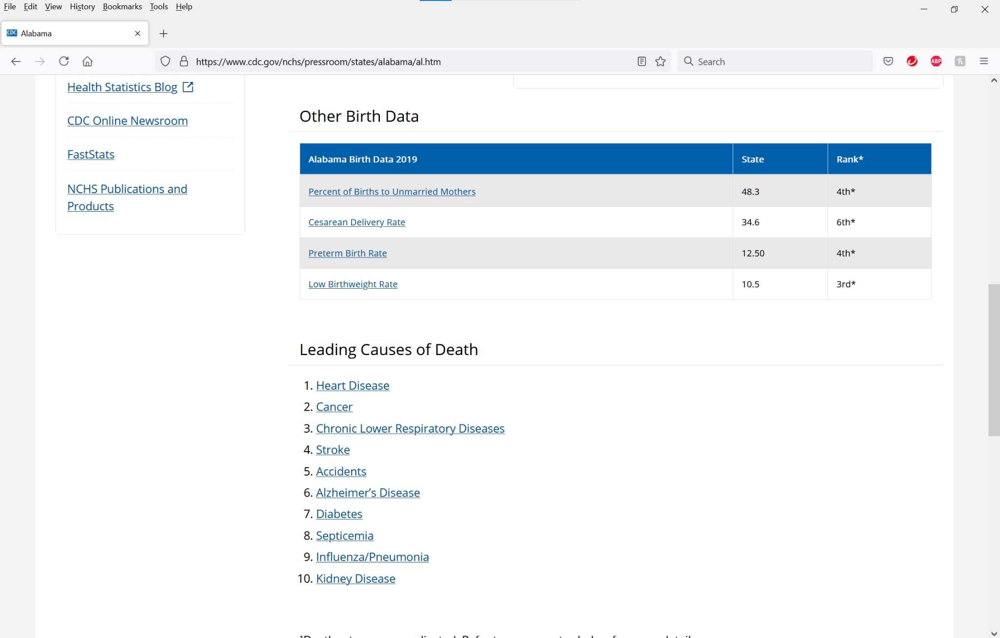 File Edit View History Bookmarks Tools Help
CDC Alabama
https://www.cdc.gov/nchs/pressroom/states/alabama/al.htm
Search
ABP
Health Statistics Blog
CDC Online Newsroom
FastStats
NCHS Publications and
Products
Other Birth Data
Alabama Birth Data 2019 State Rank*
Percent of Births to Unmarried Mothers 48.3 4th*
Cesarean Delivery Rate 34.6 6th*
Preterm Birth Rate 12.50 4th*
Low Birthweight Rate 10.5 3rd*
Leading Causes of Death
1. Heart Disease
2. Cancer
3. Chronic Lower Respiratory Diseases
4. Stroke
5. Accidents
6. Alzheimer’s Disease
7. Diabetes
8. Septicemia
9. Influenza/Pneumonia
10. Kidney Disease